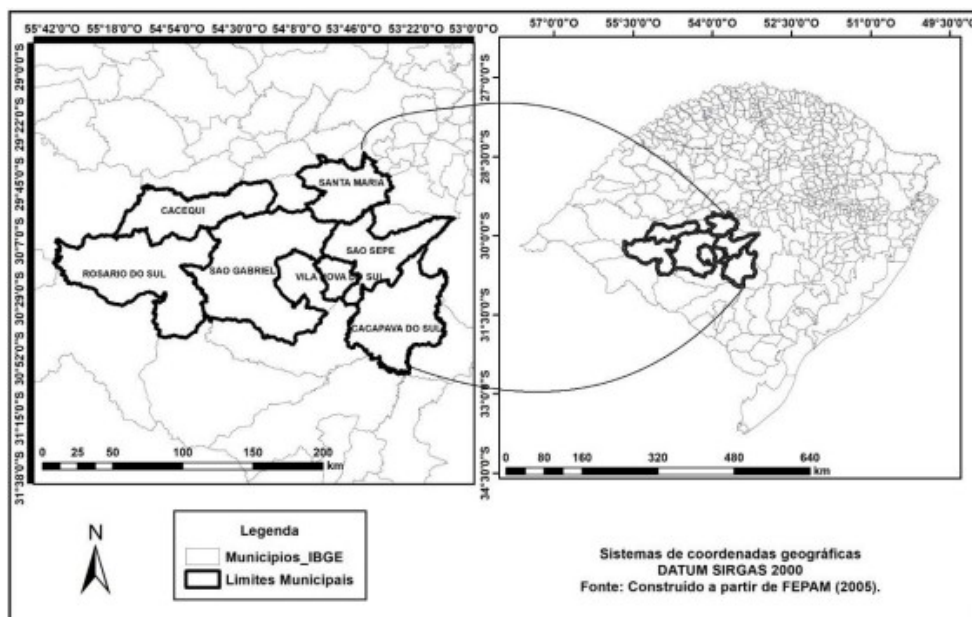 55°42'0"O 55°18'0"O 54°54'0"O 54°30'0"O 54°8'0"O 53°46'0"O 53°22'0"O 53°0'0"O
57°0'0"O 55°30'0"O 54°0'0"O 52°30'0"O 51°0'0"O 49°30'0"O
29°0'0"S
29°22'0"S
29°45'0"S
30°7'0"S
30°29'0"S
30°52'0"S
31°15'0"S
31°38'0"S
SANTA MARIA
CACEQUI
SAO SEPE
ROSARIO DO SUL
SAO GABRIEL
VILA NOVA DO SUL
CACAPAVA DO SUL
0 25 50 100 150 200
km
27°0'0"S
28°30'0"S
30°0'0"S
31°30'0"S
33°0'0"S
34°30'0"S
0 80 160 320 480 640
km
N
Legenda
Municipios_IBGE
Limites Municipais
Sistemas de coordenadas geográficas
DATUM SIRGAS 2000
Fonte: Construido a partir de FEPAM (2005).